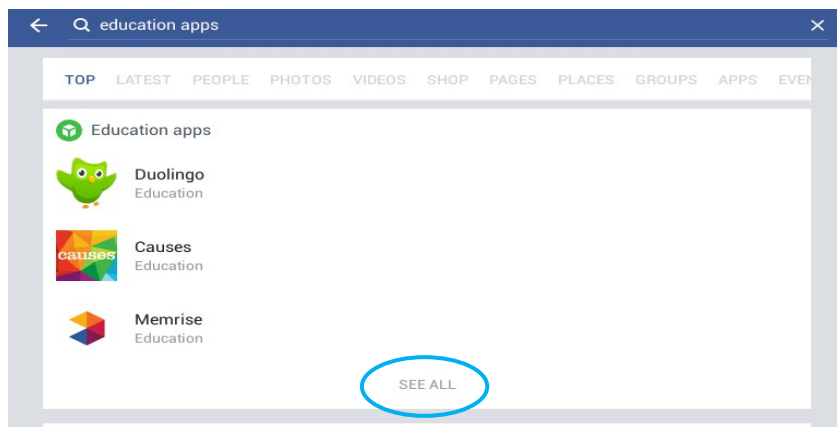 education apps
TOP LATEST PEOPLE PHOTOS VIDEOS SHOP PAGES PLACES GROUPS APPS EVEN
Education apps
Duolingo
Education
causes
Causes
Education
Memrise
Education
SEE ALL